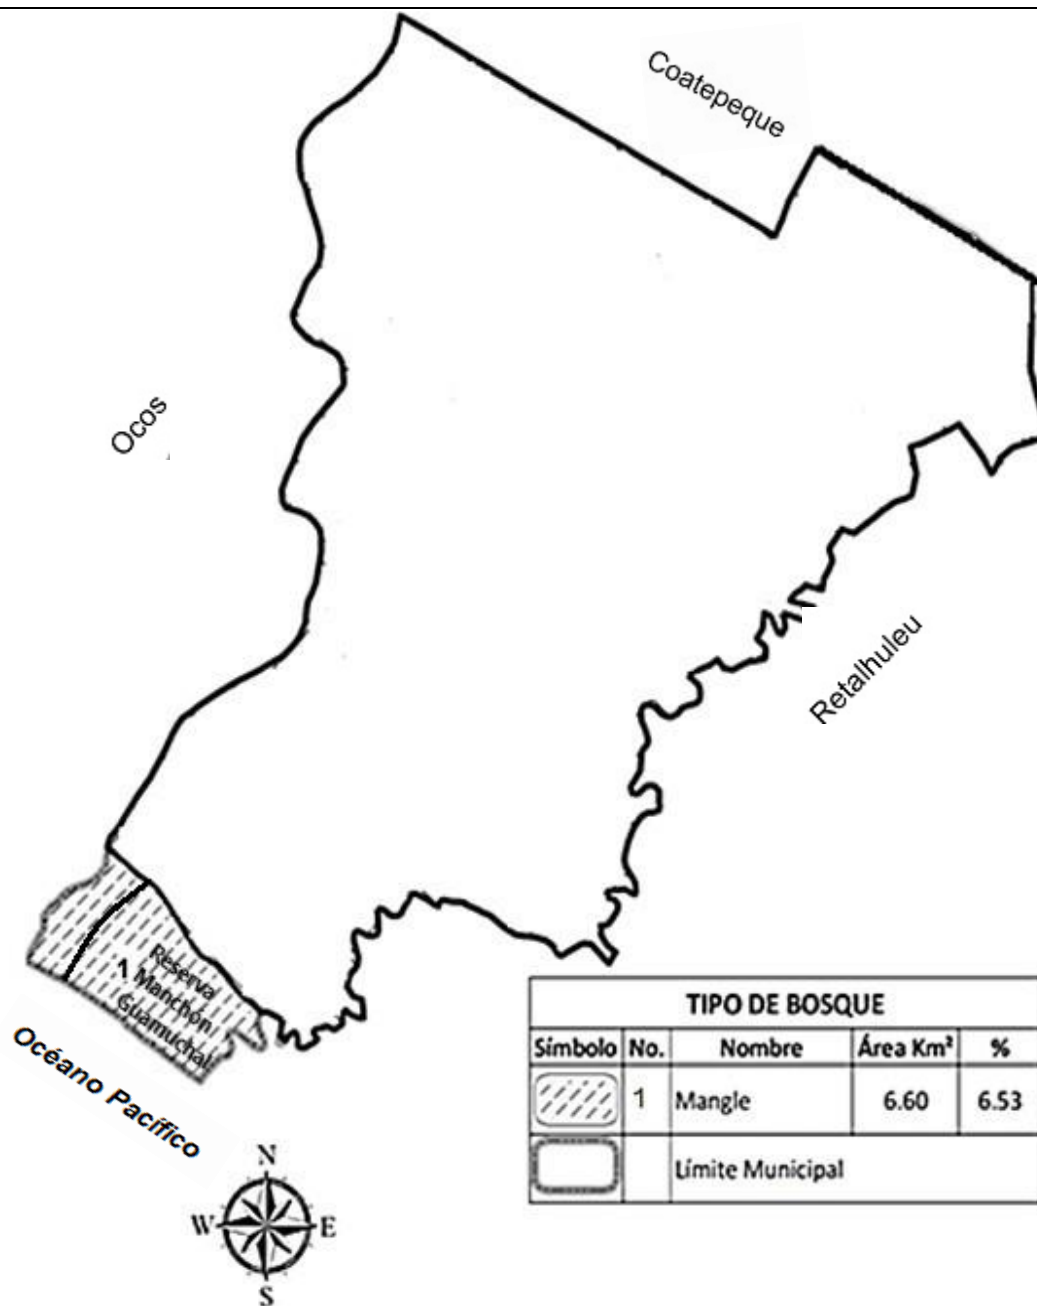 Coatepeque
Ocos
Retalhuleu
Reserva
1 Manchón
Guamuchal
Océano Pacífico
N
W E
S
TIPO DE BOSQUE
Símbolo No. Nombre Área Km² %
1 Mangle 6.60 6.53
Límite Municipal